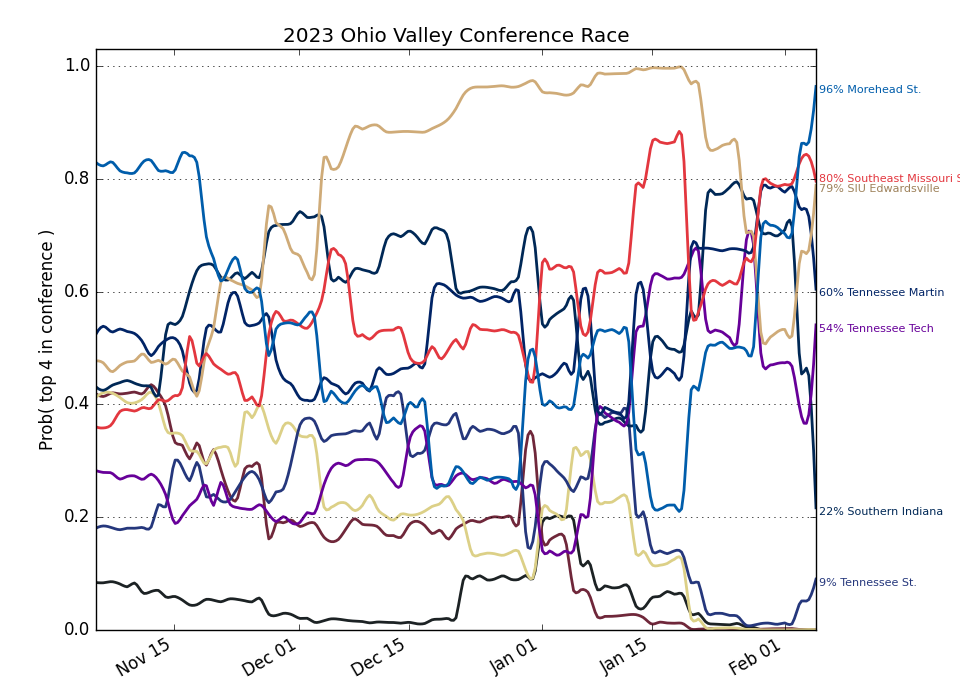 2023 Ohio Valley Conference Race
Prob( top 4 in conference )
1.0
0.8
0.6
0.4
0.2
0.0
Nov 15
Dec 01
Dec 15
Jan 01
Jan 15
Feb 01
96% Morehead St.
80% Southeast Missouri S
79% SIU Edwardsville
60% Tennessee Martin
54% Tennessee Tech
22% Southern Indiana
9% Tennessee St.